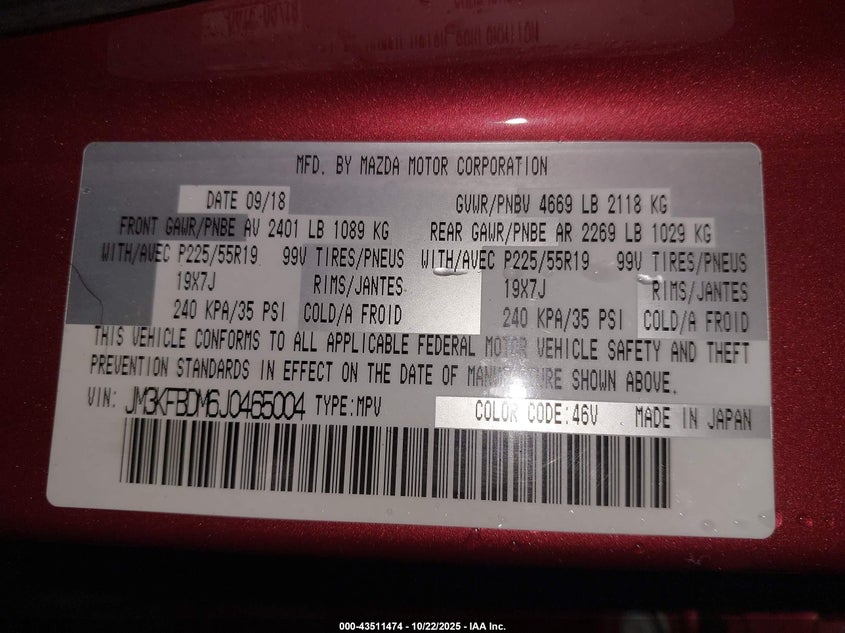 MFD. BY MAZDA MOTOR CORPORATION
DATE 09/18 GVWR/PNBV 4669 LB 2118 KG
FRONT GAWR/PNBE AV 2401 LB 1089 KG REAR GAWR/PNBE AR 2269 LB 1029 KG
WITH/AVEC P225/55R19 99V TIRES/PNEUS WITH/AVEC P225/55R19 99V TIRES/PNEUS
19X7J RIMS/JANTES 19X7J RIMS/JANTES
240 KPA/35 PSI COLD/A FROID 240 KPA/35 PSI COLD/A FROID
THIS VEHICLE CONFORMS TO ALL APPLICABLE FEDERAL MOTOR VEHICLE SAFETY AND THEFT
PREVENTION STANDARDS IN EFFECT ON THE DATE OF MANUFACTURE SHOWN ABOVE.
VIN: JM3KFBDM6J0465004 TYPE:MPV COLOR CODE:46V MADE IN JAPAN
000-43511474 - 10/22/2025 - IAA Inc.